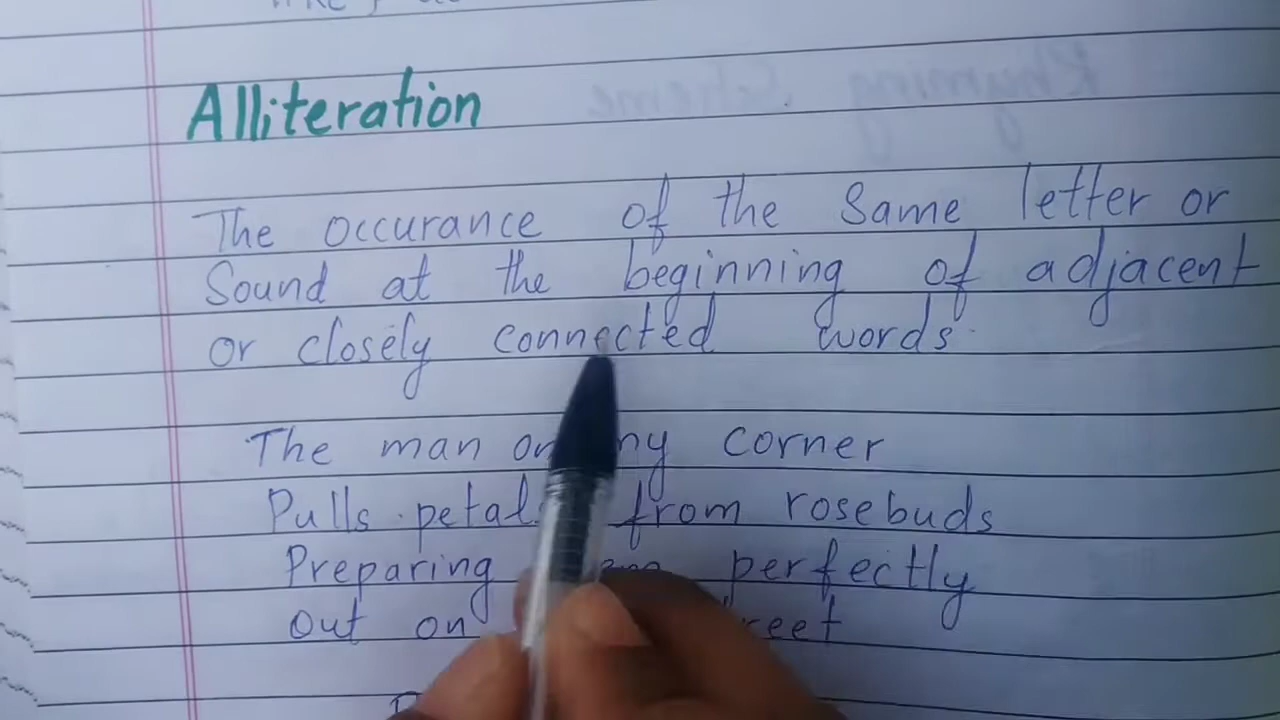 Alliteration
The occurance of the same letter or
Sound at the beginning of adjacent
or closely connected words.
The man on my corner
Pulls petals from rosebuds
Preparing perfectly
Out on